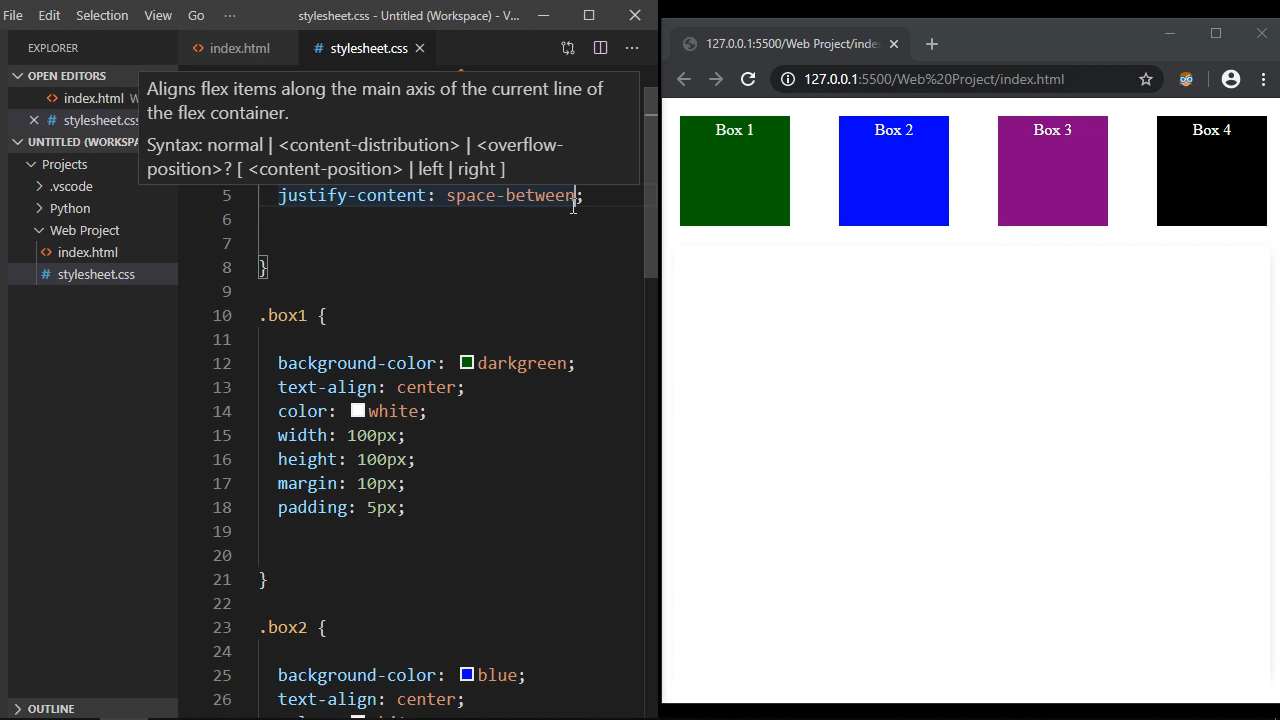 File Edit Selection View Go ··· stylesheet.css - Untitled (Workspace) - V...
EXPLORER
index.html
# stylesheet.css
OPEN EDITORS
index.html W
# stylesheet.css
UNTITLED (WORKSPA
Projects
.vscode
Python
Web Project
index.html
# stylesheet.css
OUTLINE
Aligns flex items along the main axis of the current line of
the flex container.
Syntax: normal | <content-distribution> | <overflow-
position>? [ <content-position> | left | right ]
5 justify-content: space-between;
6
7
8 }
9
10 .box1 {
11
12 background-color: darkgreen;
13 text-align: center;
14 color: white;
15 width: 100px;
16 height: 100px;
17 margin: 10px;
18 padding: 5px;
19
20
21 }
22
23 .box2 {
24
25 background-color: blue;
26 text-align: center;
127.0.0.1:5500/Web Project/inde
127.0.0.1:5500/Web%20Project/index.html
Box 1 Box 2 Box 3 Box 4